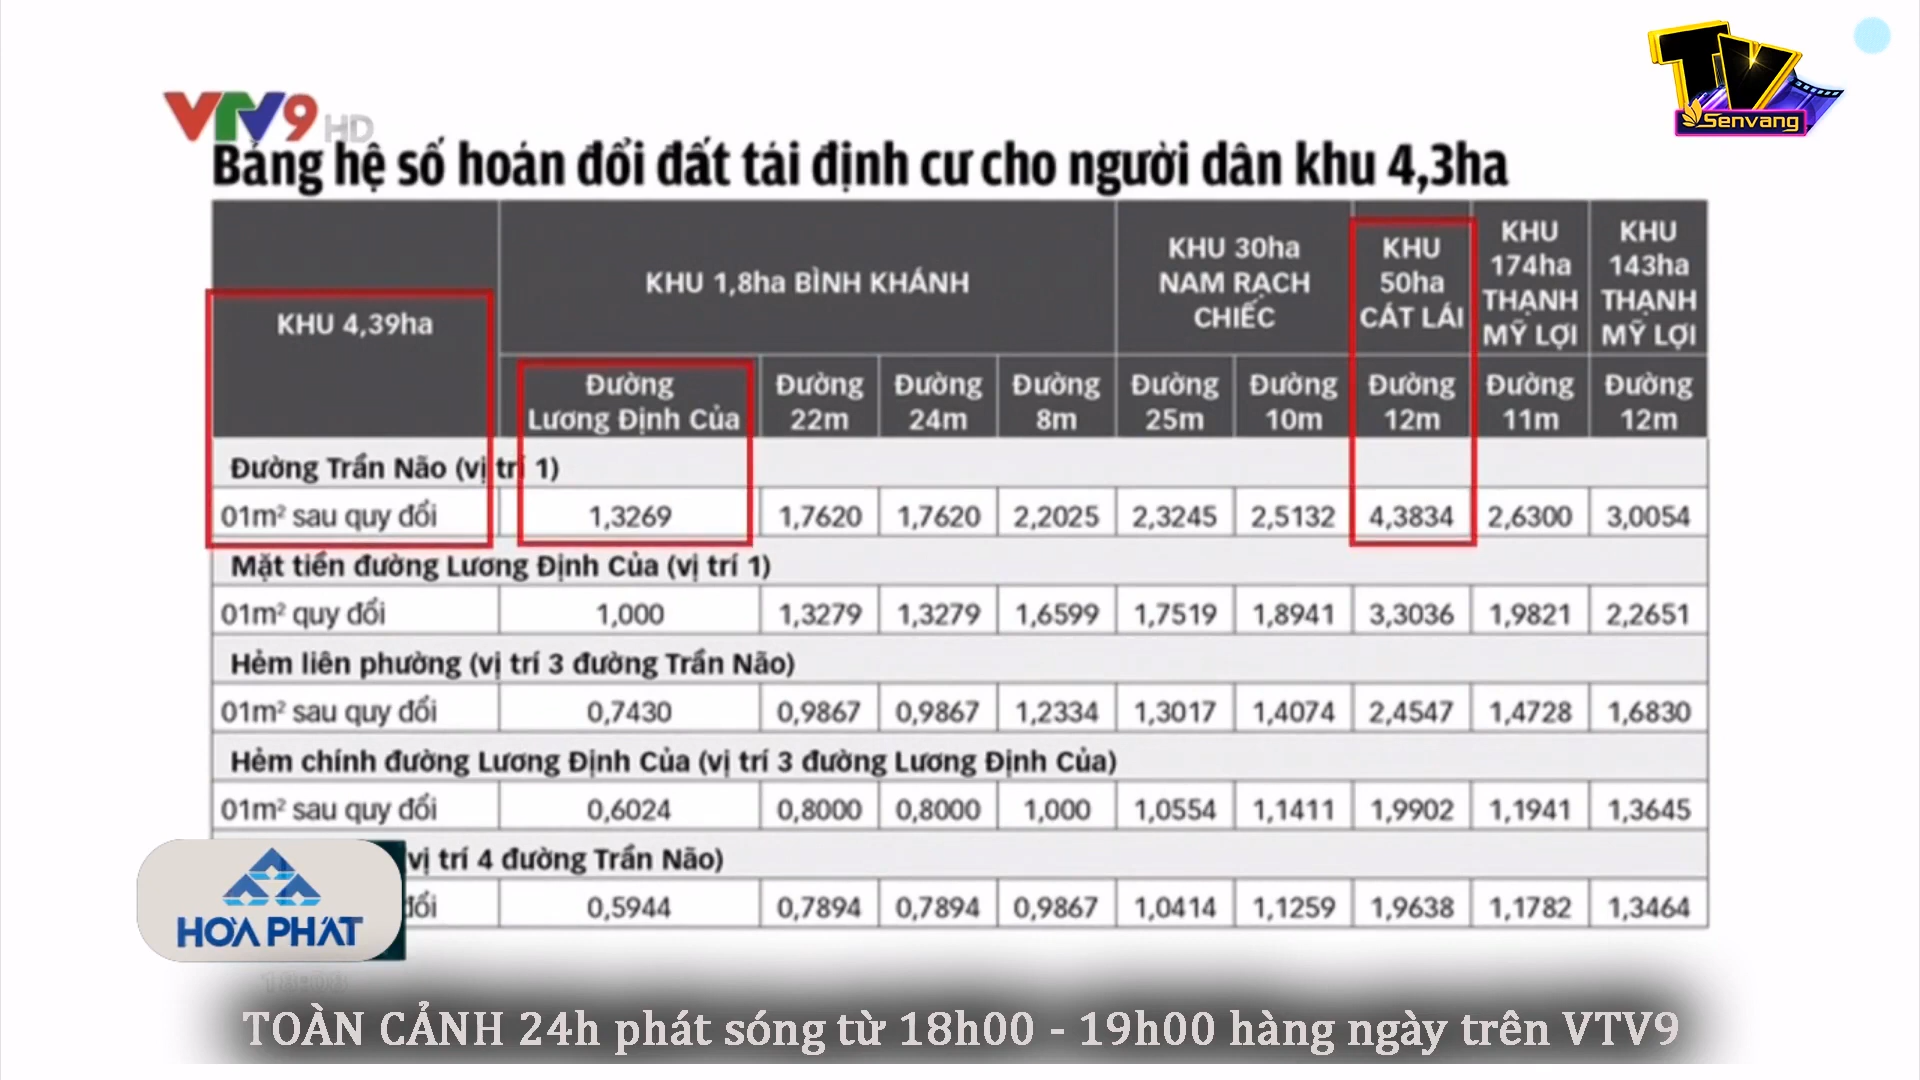 VTV9 HD
TV
Senvang
Bảng hệ số hoán đổi đất tái định cư cho người dân khu 4,3ha
KHU 4,39ha
KHU 1,8ha BÌNH KHÁNH
KHU 30ha
NAM RẠCH
CHIẾC
KHU
50ha
CÁT LÁI
KHU
174ha
THẠNH
MỸ LỢI
KHU
143ha
THẠNH
MỸ LỢI
Đường
Lương Định Của
Đường
22m
Đường
24m
Đường
8m
Đường
25m
Đường
10m
Đường
12m
Đường
11m
Đường
12m
Đường Trần Não (vị trí 1)
01m² sau quy đổi 1,3269 1,7620 1,7620 2,2025 2,3245 2,5132 4,3834 2,6300 3,0054
Mặt tiền đường Lương Định Của (vị trí 1)
01m² quy đổi 1,000 1,3279 1,3279 1,6599 1,7519 1,8941 3,3036 1,9821 2,2651
Hẻm liên phường (vị trí 3 đường Trần Não)
01m² sau quy đổi 0,7430 0,9867 0,9867 1,2334 1,3017 1,4074 2,4547 1,4728 1,6830
Hẻm chính đường Lương Định Của (vị trí 3 đường Lương Định Của)
01m² sau quy đổi 0,6024 0,8000 0,8000 1,000 1,0554 1,1411 1,9902 1,1941 1,3645
vị trí 4 đường Trần Não)
đổi 0,5944 0,7894 0,7894 0,9867 1,0414 1,1259 1,9638 1,1782 1,3464
HÒA PHÁT
TOÀN CẢNH 24h phát sóng từ 18h00 - 19h00 hàng ngày trên VTV9